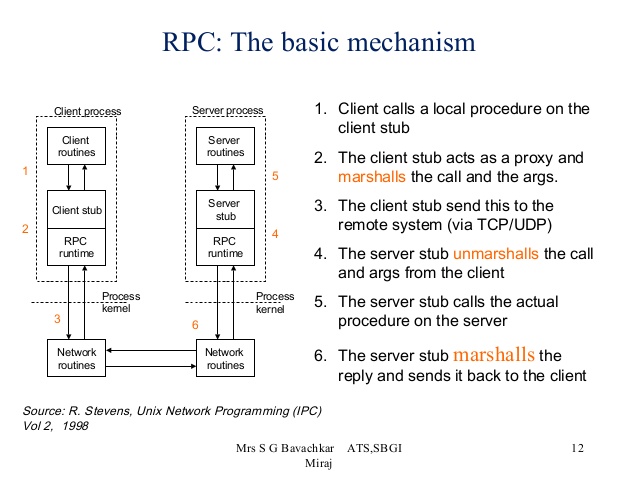 RPC: The basic mechanism
Client process
Server process
Client
routines
Server
routines
1
5
Client stub
Server
stub
2
4
RPC
runtime
RPC
runtime
Process
kernel
Process
kernel
3
6
Network
routines
Network
routines
1. Client calls a local procedure on the
client stub
2. The client stub acts as a proxy and
marshalls the call and the args.
3. The client stub send this to the
remote system (via TCP/UDP)
4. The server stub unmarshalls the call
and args from the client
5. The server stub calls the actual
procedure on the server
6. The server stub marshalls the
reply and sends it back to the client
Source: R. Stevens, Unix Network Programming (IPC)
Vol 2, 1998
Mrs S G Bavachkar ATS,SBGI
Miraj
12